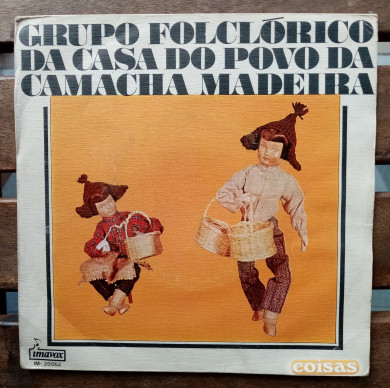 GRUPO FOLCLÓRICO
DA CASA DO POVO DA
CAMACHA MADEIRA
imavox
IM-20062
coisas